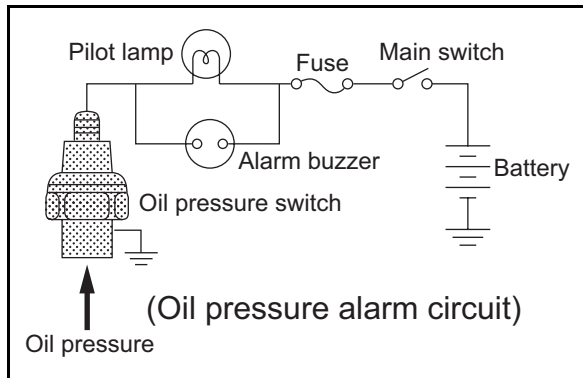 Pilot lamp
Fuse
Main switch
Alarm buzzer
Battery
Oil pressure switch
(Oil pressure alarm circuit)
Oil pressure